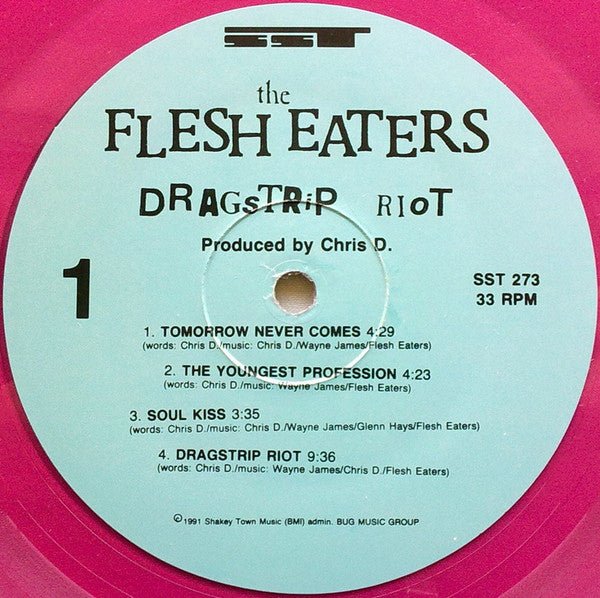 SST
the
FLESH EATERS
DRAGSTRiP RIOT
Produced by Chris D.
1
SST 273
33 RPM
1. TOMORROW NEVER COMES 4:29
(words: Chris D./music: Chris D./Wayne James/Flesh Eaters)
2. THE YOUNGEST PROFESSION 4:23
(words: Chris D./music: Wayne James/Flesh Eaters)
3. SOUL KISS 3:35
(words: Chris D./music: Chris D./Wayne James/Glenn Hays/Flesh Eaters)
4. DRAGSTRIP RIOT 9:36
(words: Chris D./music: Wayne James/Chris D./Flesh Eaters)
©1991 Shakey Town Music (BMI) admin. BUG MUSIC GROUP